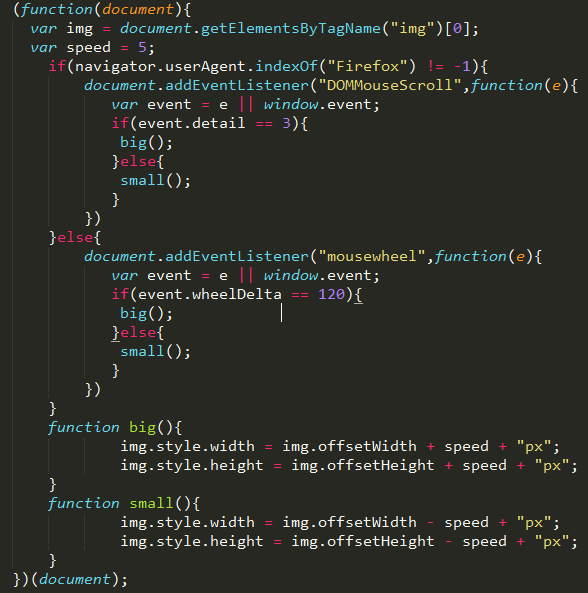 (function(document){
var img = document.getElementsByTagName("img")[0];
var speed = 5;
if(navigator.userAgent.indexOf("Firefox") != -1){
document.addEventListener("DOMMouseScroll",function(e){
var event = e || window.event;
if(event.detail == 3){
big();
}else{
small();
}
})
}else{
document.addEventListener("mousewheel",function(e){
var event = e || window.event;
if(event.wheelDelta == 120){
big();
}else{
small();
}
})
}
function big(){
img.style.width = img.offsetWidth + speed + "px";
img.style.height = img.offsetHeight + speed + "px";
}
function small(){
img.style.width = img.offsetWidth - speed + "px";
img.style.height = img.offsetHeight - speed + "px";
}
})(document);